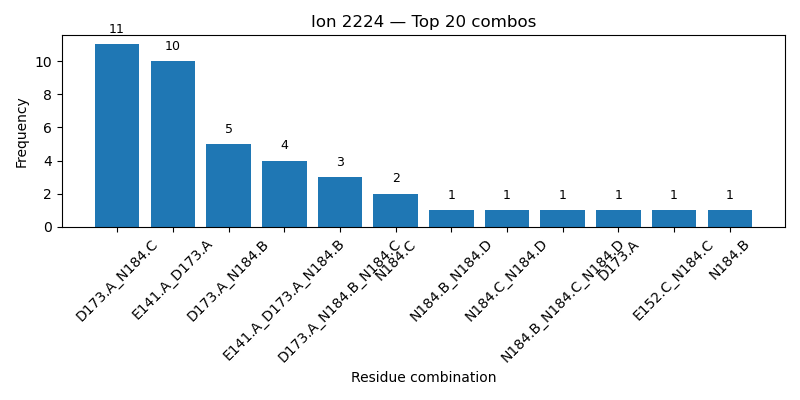 Ion 2224 — Top 20 combos
Frequency
10
8
6
4
2
0
11
10
5
4
3
2
1
1
1
1
1
1
D173.A_N184.C
E141.A_D173.A
D173.A_N184.B
E141.A_D173.A_N184.B
D173.A_N184.B_N184.C
N184.C
N184.B_N184.D
N184.C_N184.D
N184.B_N184.C_N184.D
D173.A
E152.C_N184.C
N184.B
Residue combination